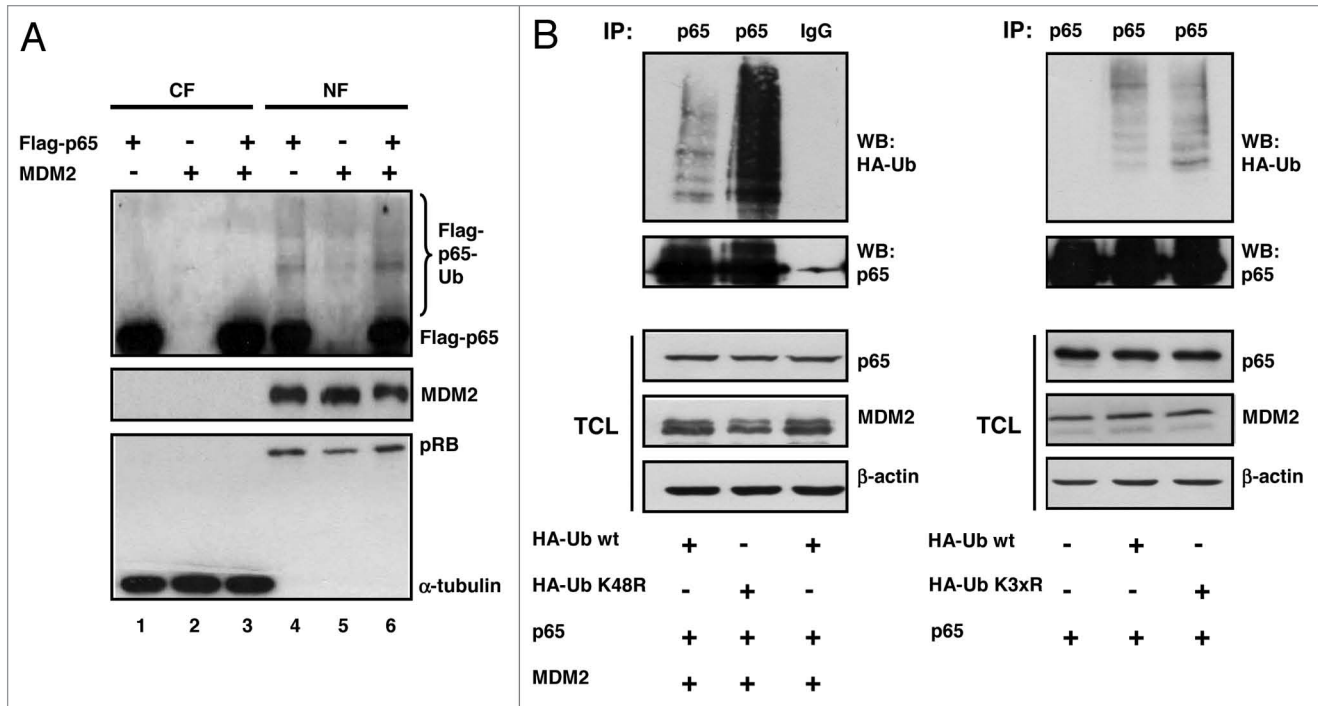 A
CF NF
Flag-p65 + - + + - +
MDM2 - + + - + +
Flag-
p65-
Ub
Flag-p65
MDM2
pRB
α-tubulin
1 2 3 4 5 6
B
IP: p65 p65 IgG
WB:
HA-Ub
WB:
p65
TCL
p65
MDM2
β-actin
HA-Ub wt + - +
HA-Ub K48R - + -
p65 + + +
MDM2 + + +
IP: p65 p65 p65
WB:
HA-Ub
WB:
p65
TCL
p65
MDM2
β-actin
HA-Ub wt - + -
HA-Ub K3xR - - +
p65 + + +